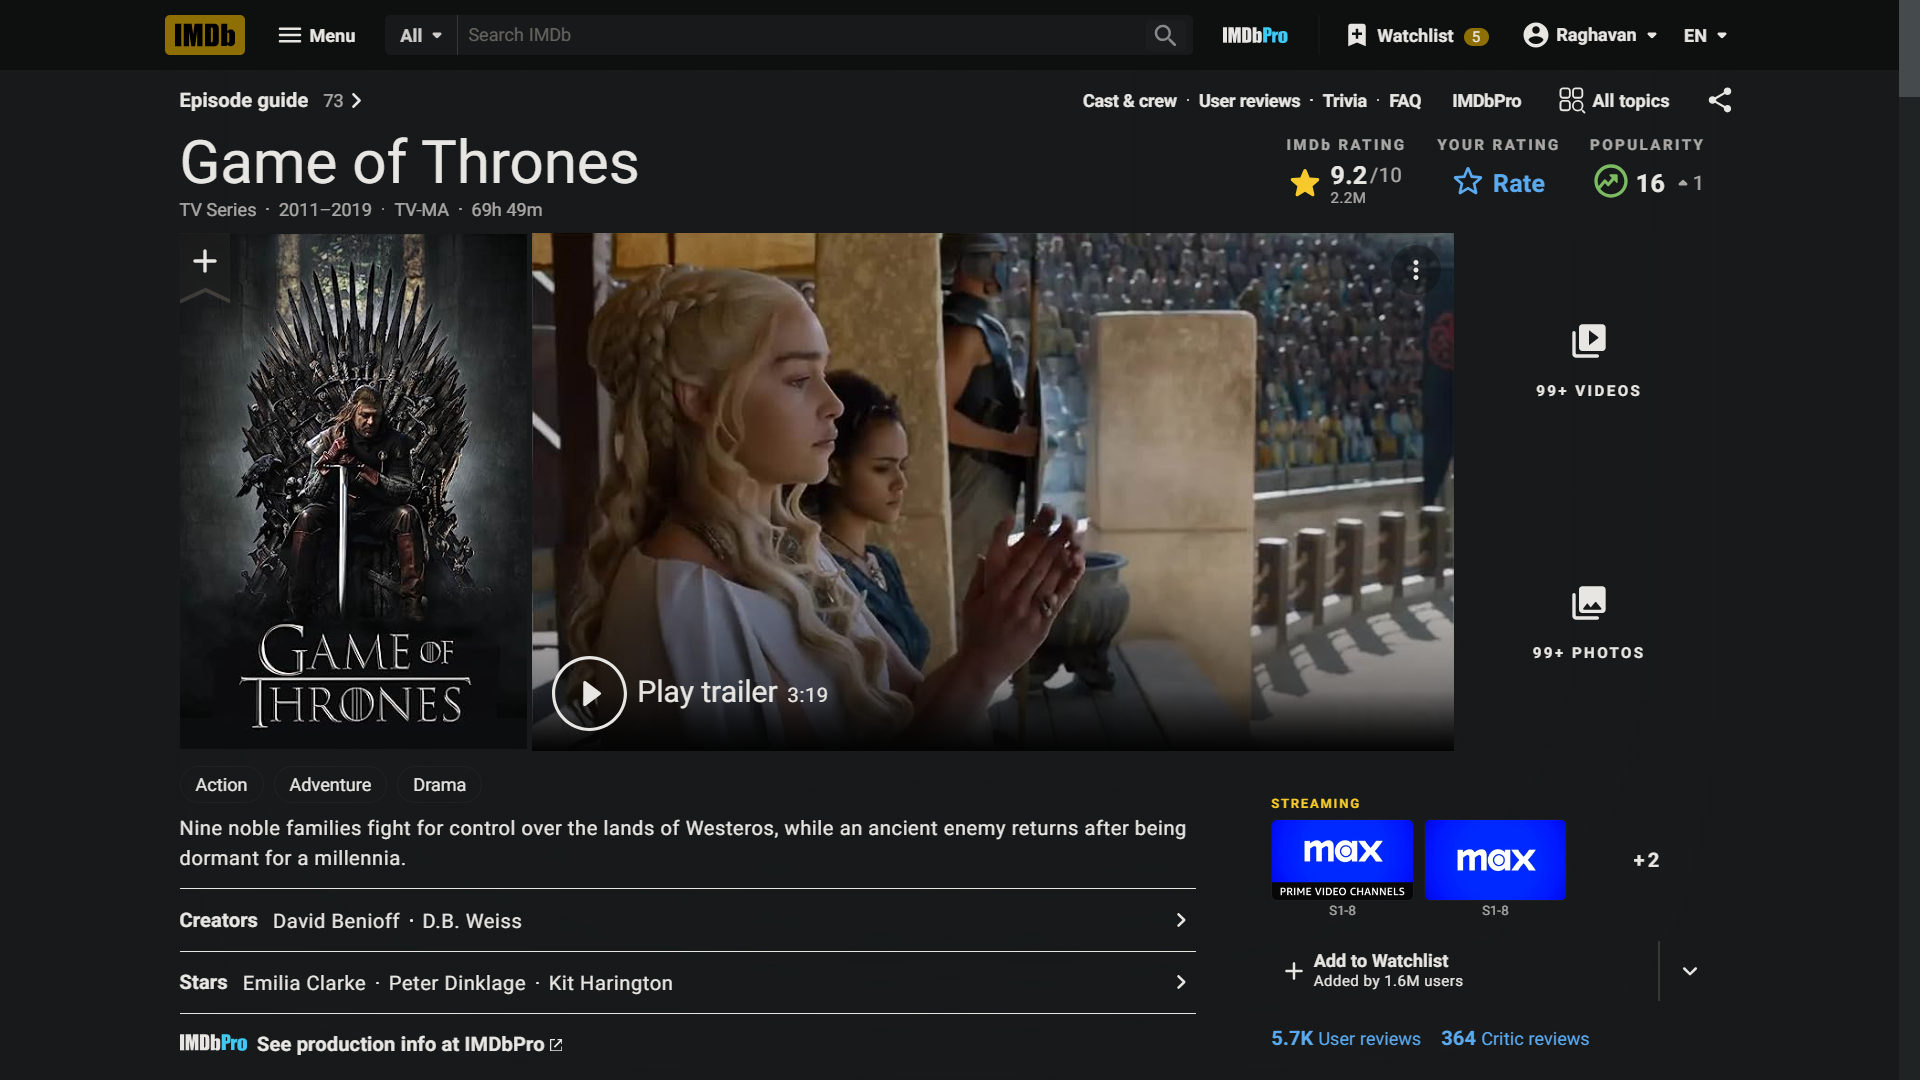 IMDb
Menu
All
Search IMDb
IMDbPro
Watchlist 5
Raghavan
EN
Episode guide 73
Cast & crew · User reviews · Trivia · FAQ
IMDbPro
All topics
Game of Thrones
TV Series · 2011–2019 · TV-MA · 69h 49m
IMDb RATING
9.2/10
2.2M
YOUR RATING
Rate
POPULARITY
16
1
GAME OF
THRONES
Play trailer 3:19
99+ VIDEOS
99+ PHOTOS
Action
Adventure
Drama
Nine noble families fight for control over the lands of Westeros, while an ancient enemy returns after being
dormant for a millennia.
Creators David Benioff · D.B. Weiss
Stars Emilia Clarke · Peter Dinklage · Kit Harington
IMDbPro See production info at IMDbPro
STREAMING
max
PRIME VIDEO CHANNELS
S1-8
max
S1-8
+2
Add to Watchlist
Added by 1.6M users
5.7K User reviews
364 Critic reviews